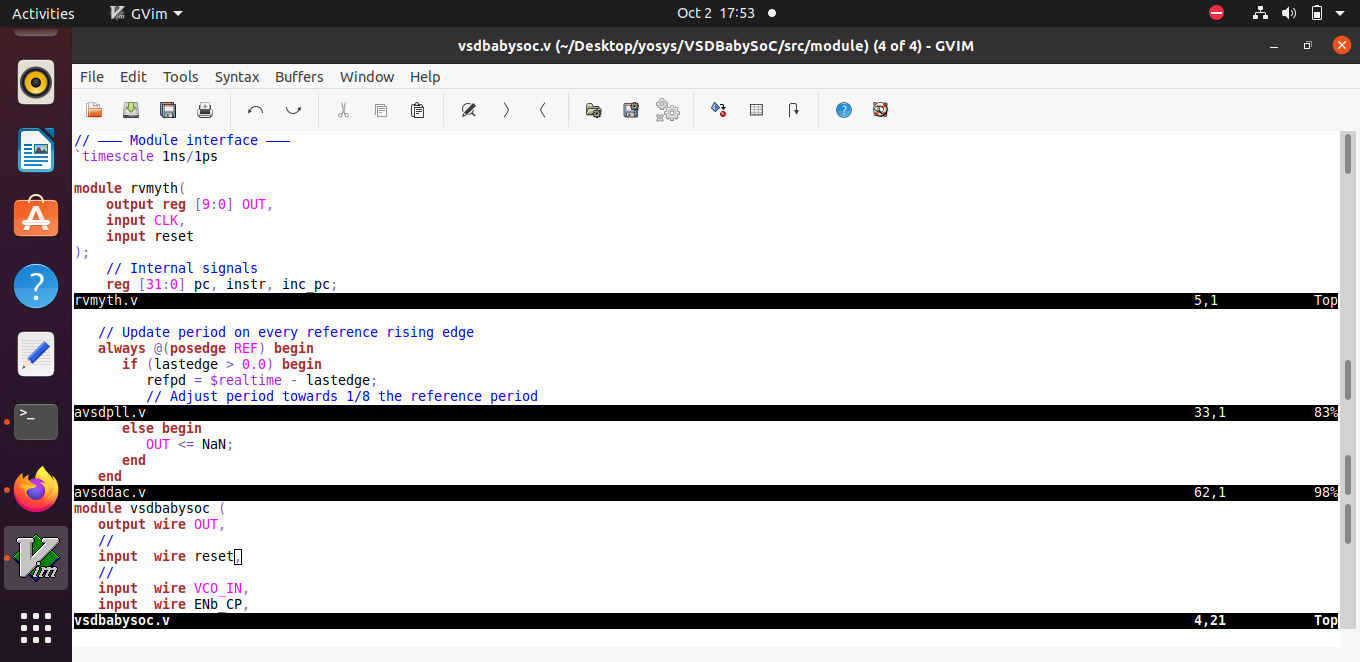 Activities GVim Oct 2 17:53
vsdbabysoc.v (~/Desktop/yosys/VSDBabySoC/src/module) (4 of 4) - GVIM
File Edit Tools Syntax Buffers Window Help
// ─── Module interface ───
`timescale 1ns/1ps
module rvmyth(
    output reg [9:0] OUT,
    input CLK,
    input reset
);
    // Internal signals
    reg [31:0] pc, instr, inc_pc;
rvmyth.v 5,1 Top
   // Update period on every reference rising edge
   always @(posedge REF) begin
      if (lastedge > 0.0) begin
         refpd = $realtime - lastedge;
         // Adjust period towards 1/8 the reference period
avsdpll.v 33,1 83%
      else begin
         OUT <= NaN;
      end
   end
avsddac.v 62,1 98%
module vsdbabysoc (
   output wire OUT,
   //
   input  wire reset,
   //
   input  wire VCO_IN,
   input  wire ENb_CP,
vsdbabysoc.v 4,21 Top